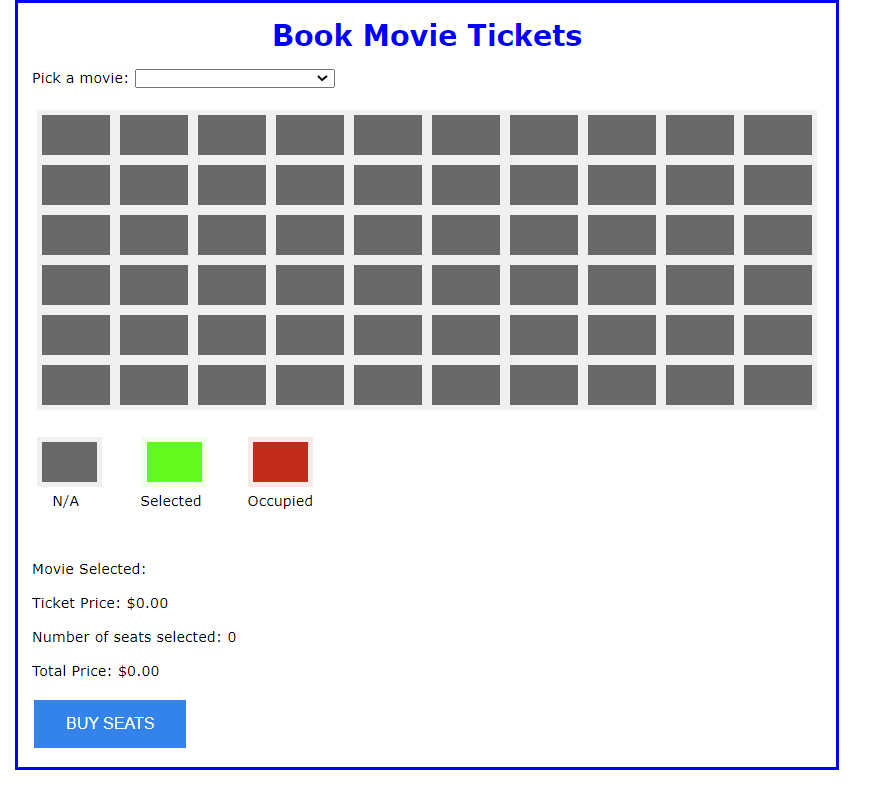 Book Movie Tickets
Pick a movie:
N/A Selected Occupied
Movie Selected:
Ticket Price: $0.00
Number of seats selected: 0
Total Price: $0.00
BUY SEATS